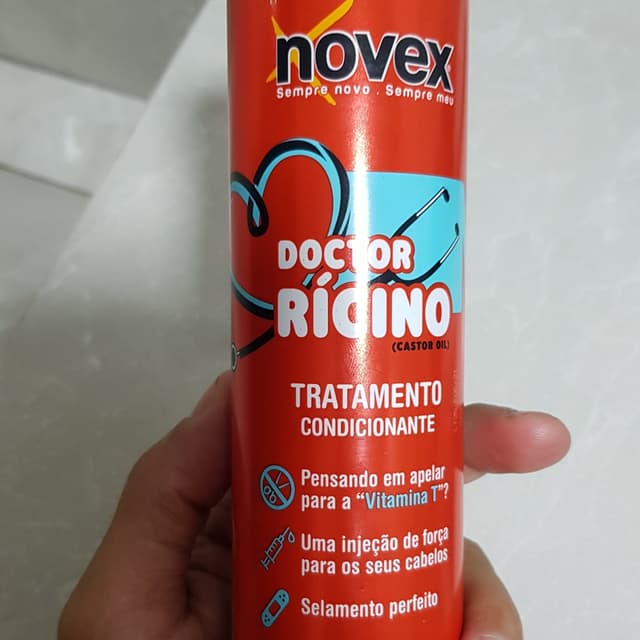 novex
Sempre novo . Sempre meu
DOCTOR
RÍCINO
(CASTOR OIL)
TRATAMENTO
CONDICIONANTE
Pensando em apelar
para a "Vitamina T"?
Uma injeção de força
para os seus cabelos
Selamento perfeito